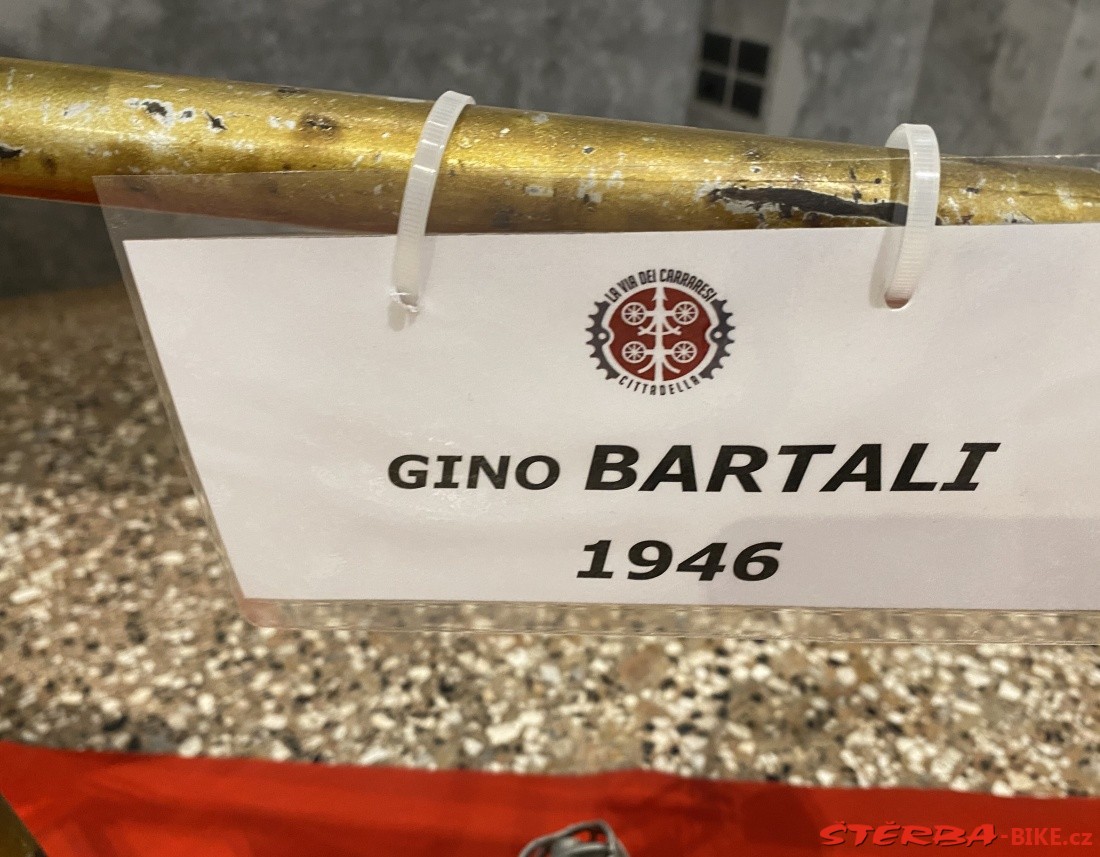 LA VIA DEI CARRARESI
CITTADELLA
GINO BARTALI
1946
ŠTĚRBA-BIKE.cz